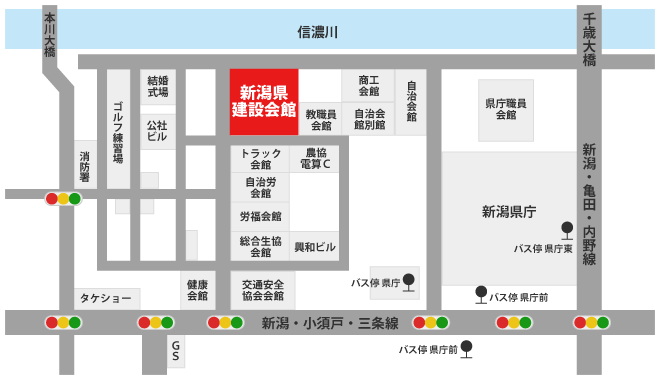 信濃川
本川大橋
千歳大橋
結婚
式場
新潟県
建設会館
商工
会館
自治会館
ゴルフ練習場
教職員
会館
自治会
館別館
県庁職員
会館
公社
ビル
消防署
トラック
会館
農協
電算C
自治労
会館
新潟・亀田・内野線
労福会館
新潟県庁
総合生協
会館
興和ビル
バス停 県庁東
健康
会館
交通安全
協会会館
バス停 県庁
タケショー
バス停 県庁前
新潟・小須戸・三条線
GS
バス停 県庁前